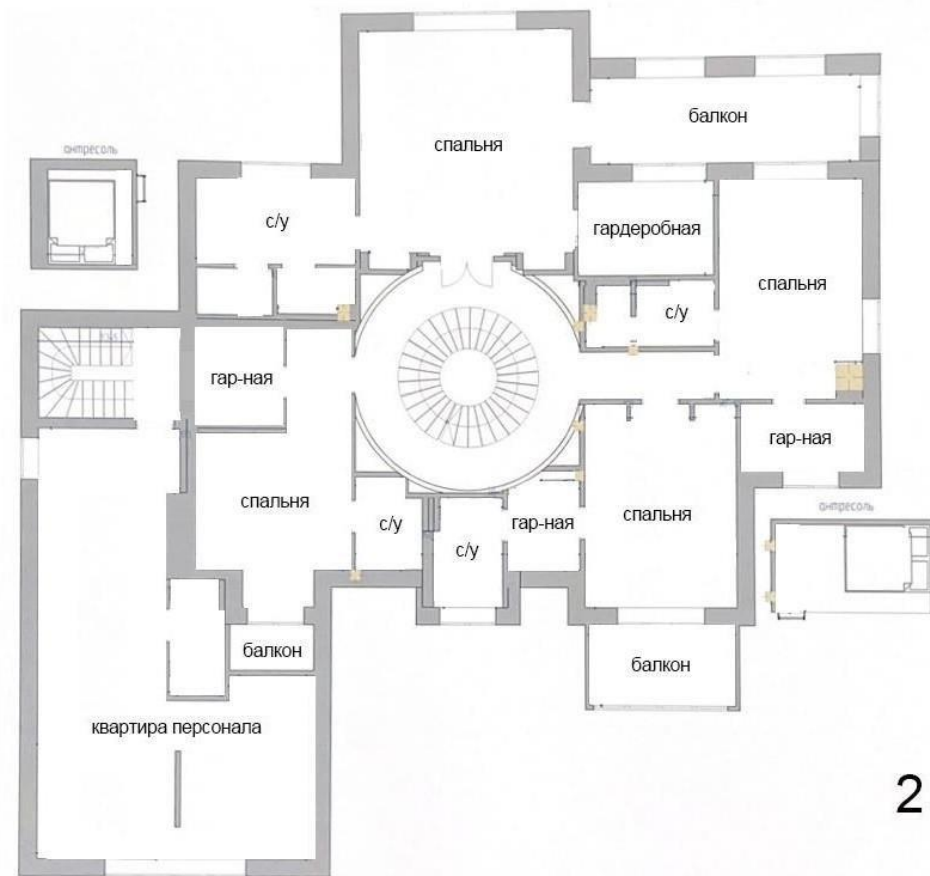 балкон
спальня
антресоль
с/у
гардеробная
спальня
с/у
гар-ная
гар-ная
спальня
антресоль
гар-ная
спальня
с/у
с/у
балкон
балкон
квартира персонала
2